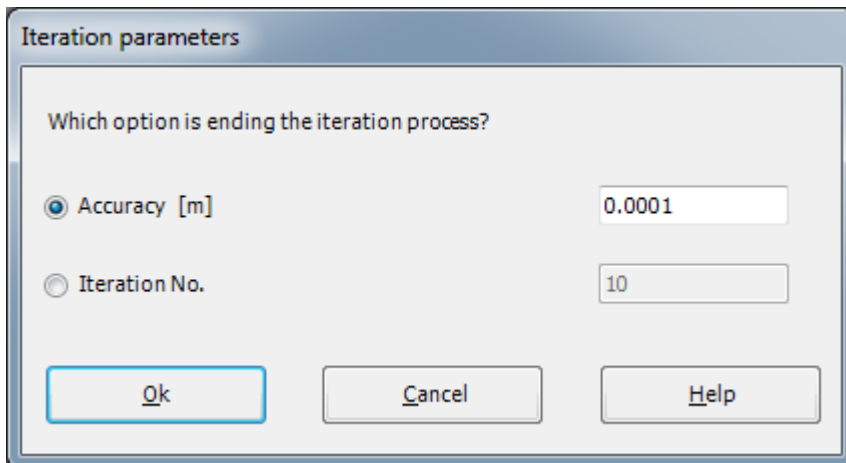 Iteration parameters
Which option is ending the iteration process?
Accuracy [m] 0.0001
Iteration No. 10
Ok Cancel Help